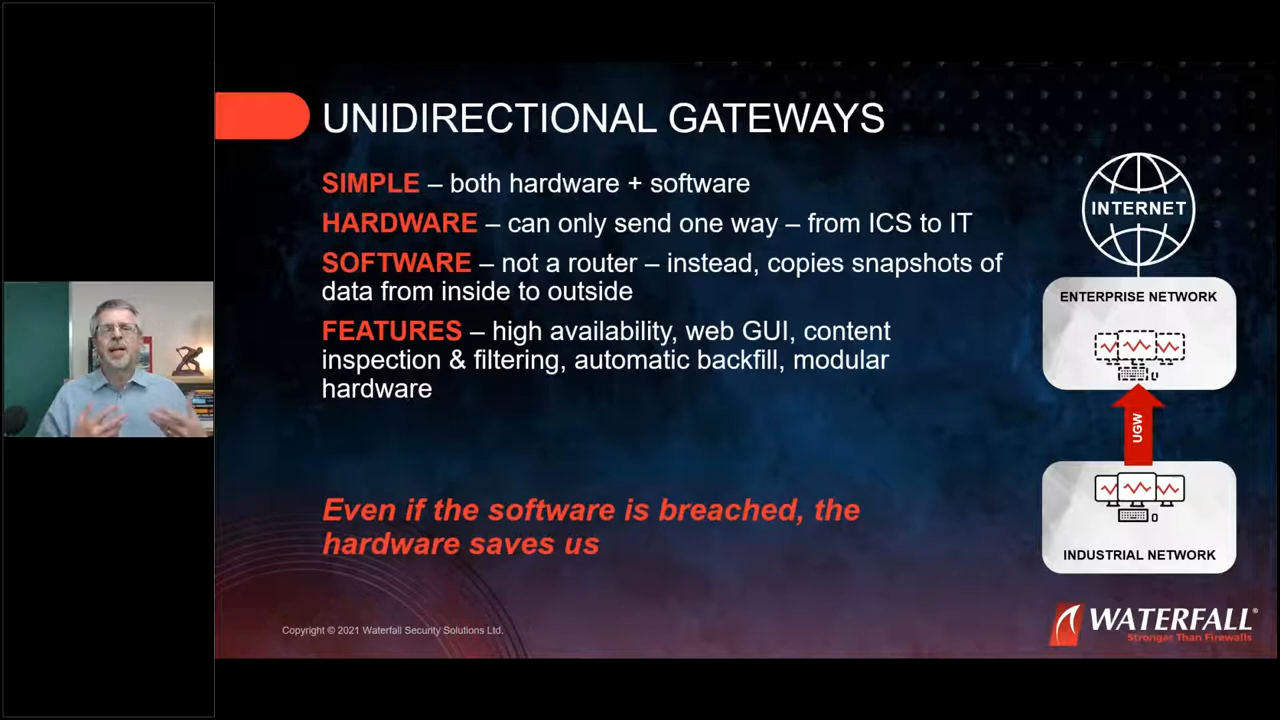 UNIDIRECTIONAL GATEWAYS
SIMPLE – both hardware + software
HARDWARE – can only send one way – from ICS to IT
SOFTWARE – not a router – instead, copies snapshots of
data from inside to outside
FEATURES – high availability, web GUI, content
inspection & filtering, automatic backfill, modular
hardware
Even if the software is breached, the
hardware saves us
INTERNET
ENTERPRISE NETWORK
UGW
INDUSTRIAL NETWORK
Copyright © 2021 Waterfall Security Solutions Ltd.
WATERFALL®
Stronger Than Firewalls